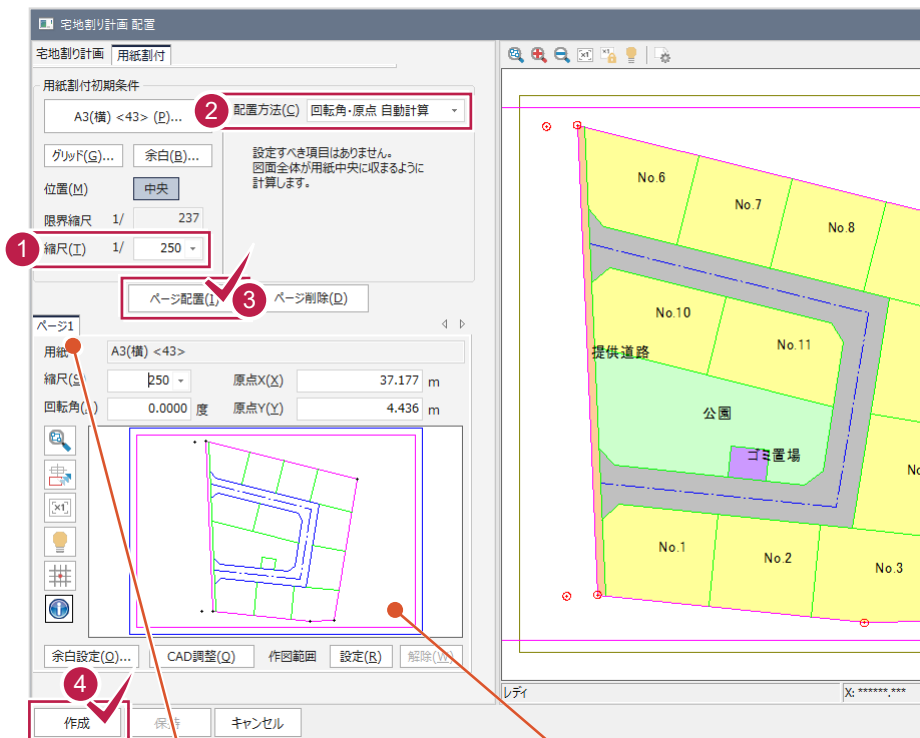 宅地割り計画 配置
宅地割り計画 用紙割付
用紙割付初期条件
A3(横) <43> (P)...
2 配置方法(C) 回転角・原点 自動計算
グリッド(G)... 余白(B)...
設定すべき項目はありません。
図面全体が用紙中央に収まるように
計算します。
位置(M) 中央
限界縮尺 1/ 237
1 縮尺(T) 1/ 250
ページ配置(I) 3 ページ削除(D)
ページ1
用紙 A3(横) <43>
縮尺(S) 250 原点X(X) 37.177 m
回転角( 0.0000 度 原点Y(Y) 4.436 m
余白設定(O)... CAD調整(Q) 作図範囲 設定(R) 解除(W)
4
作成 保持 キャンセル
No.6
No.7
No.8
No.10
No.11
提供道路
公園
ゴミ置場
No.1
No.2
No.3
レディ X: ******.***